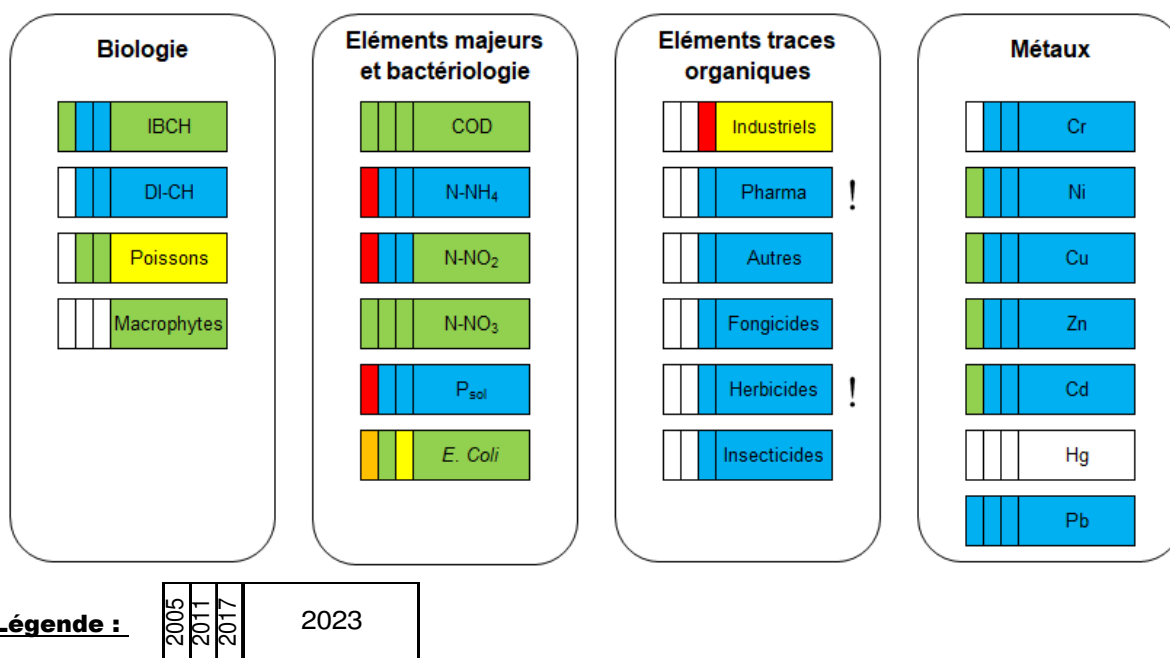 Biologie
IBCH
DI-CH
Poissons
Macrophytes
Eléments majeurs
et bactériologie
COD
N-NH₄
N-NO₂
N-NO₃
Psol
E. Coli
Eléments traces
organiques
Industriels
Pharma !
Autres
Fongicides
Herbicides !
Insecticides
Métaux
Cr
Ni
Cu
Zn
Cd
Hg
Pb
Légende :
2005
2011
2017
2023